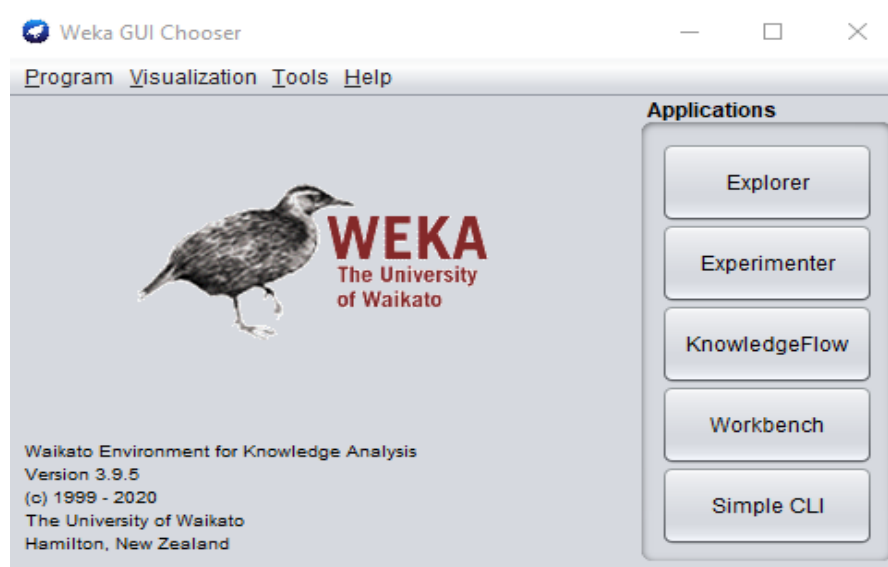 Weka GUI Chooser
Program Visualization Tools Help
Applications
Explorer
Experimenter
KnowledgeFlow
Workbench
Simple CLI
WEKA
The University
of Waikato
Waikato Environment for Knowledge Analysis
Version 3.9.5
(c) 1999 - 2020
The University of Waikato
Hamilton, New Zealand